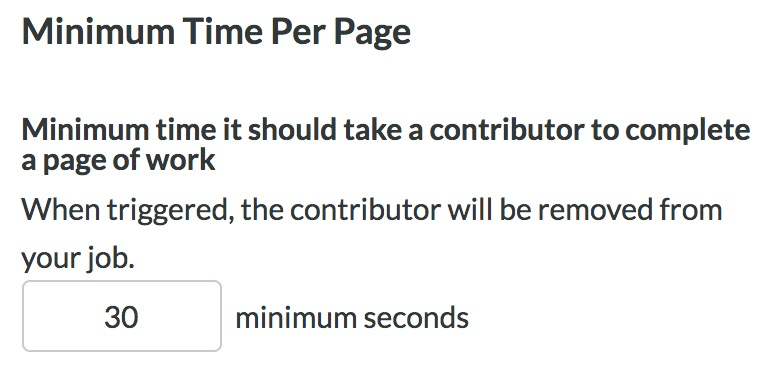 Minimum Time Per Page
Minimum time it should take a contributor to complete
a page of work
When triggered, the contributor will be removed from
your job.
30 minimum seconds